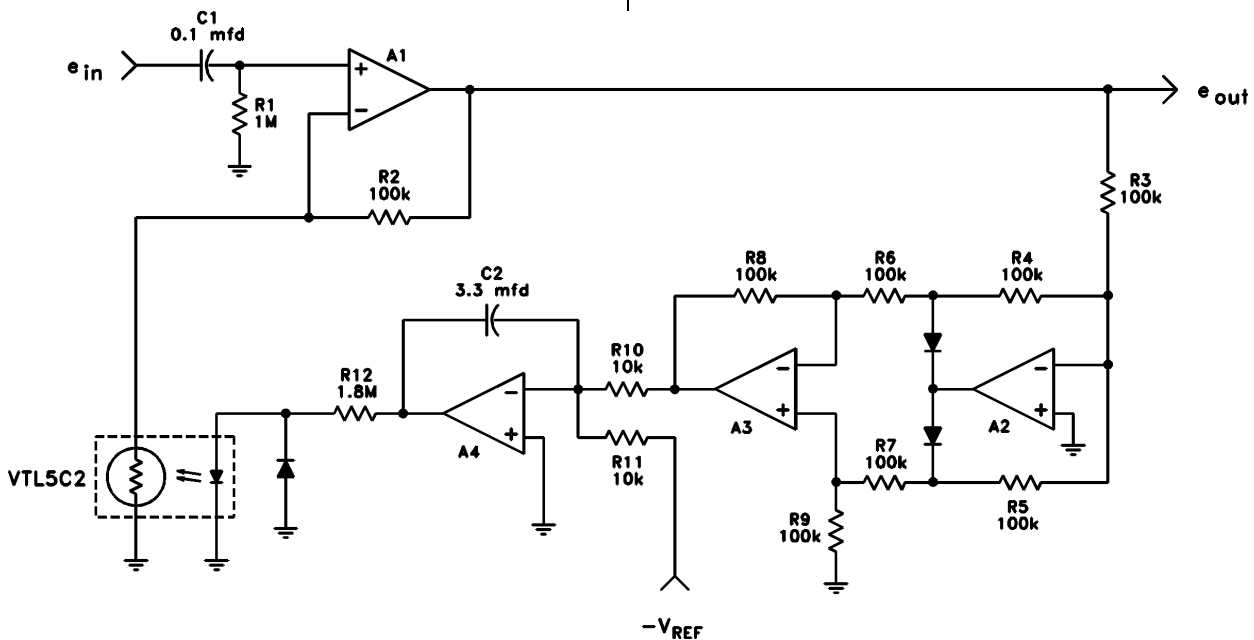 C1
0.1 mfd
e in
R1
1M
+
−
A1
e out
R2
100k
R3
100k
R8
100k
R6
100k
R4
100k
C2
3.3 mfd
R10
10k
R12
1.8M
−
+
A4
R11
10k
−
+
A3
−
+
A2
R7
100k
R5
100k
R9
100k
VTL5C2
−VREF